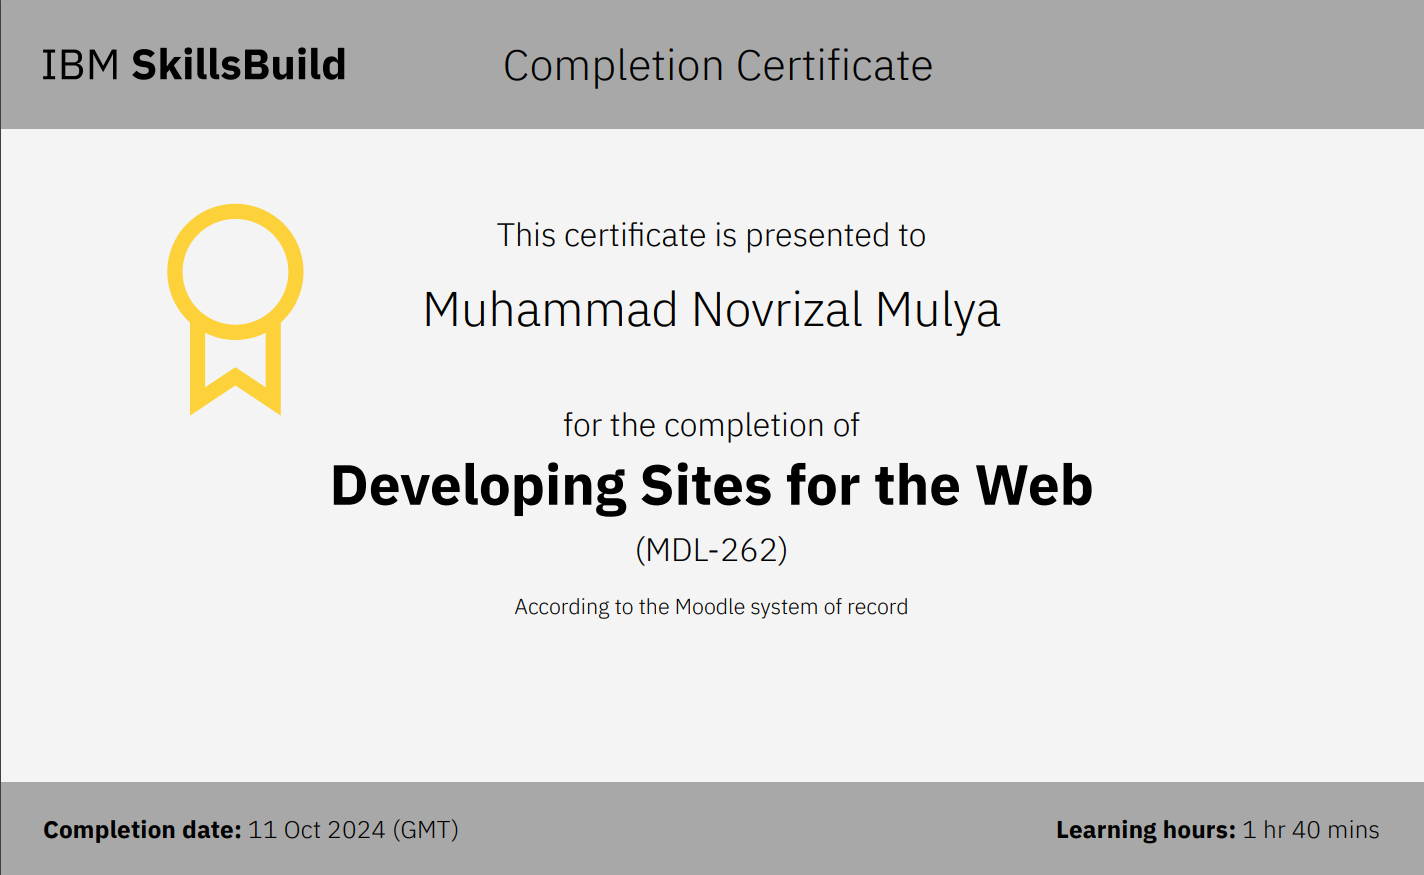 IBM SkillsBuild
Completion Certificate
This certificate is presented to
Muhammad Novrizal Mulya
for the completion of
Developing Sites for the Web
(MDL-262)
According to the Moodle system of record
Completion date: 11 Oct 2024 (GMT)
Learning hours: 1 hr 40 mins